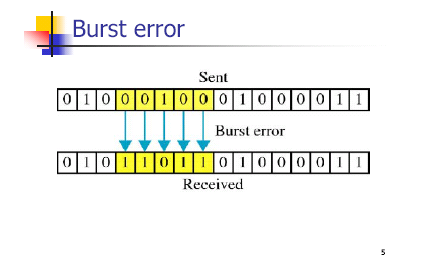 Burst error
Sent
0 1 0 0 0 1 0 0 0 1 0 0 0 0 1 1
Burst error
0 1 0 1 1 0 1 1 0 1 0 0 0 0 1 1
Received
5